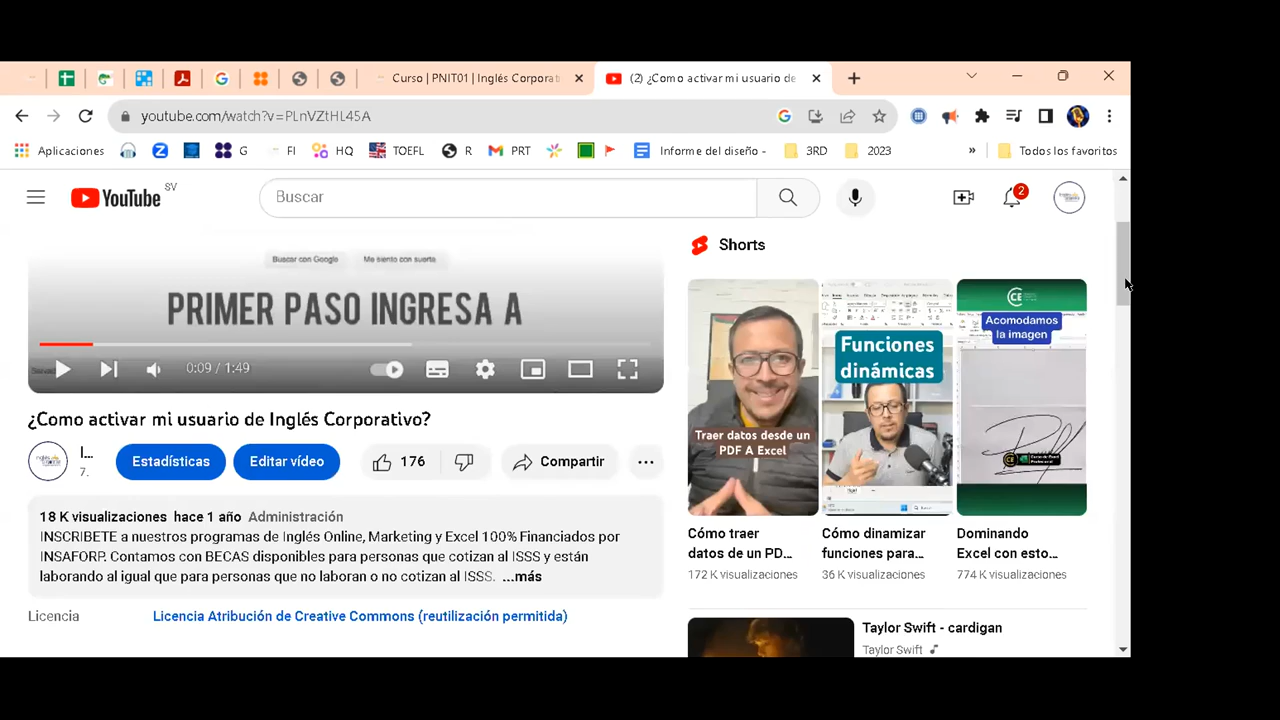 Curso | PNIT01 | Inglés Corporat
(2) ¿Como activar mi usuario de
youtube.com/watch?v=PLnVZtHL45A
Aplicaciones
G
FI
HQ
TOEFL
R
PRT
Informe del diseño -
3RD
2023
»
Todos los favoritos
YouTube
SV
Buscar
2
Buscar con Google
Me siento con suerte
PRIMER PASO INGRESA A
0:09 / 1:49
¿Como activar mi usuario de Inglés Corporativo?
I...
7.
Estadísticas
Editar vídeo
176
Compartir
18 K visualizaciones hace 1 año Administración
INSCRIBETE a nuestros programas de Inglés Online, Marketing y Excel 100% Financiados por
INSAFORP. Contamos con BECAS disponibles para personas que cotizan al ISSS y están
laborando al igual que para personas que no laboran o no cotizan al ISSS. ...más
Licencia
Licencia Atribución de Creative Commons (reutilización permitida)
Shorts
Traer datos desde un
PDF A Excel
Cómo traer
datos de un PD...
172 K visualizaciones
Funciones
dinámicas
Cómo dinamizar
funciones para...
36 K visualizaciones
CE
Acomodamos
la imagen
Dominando
Excel con esto...
774 K visualizaciones
Taylor Swift - cardigan
Taylor Swift